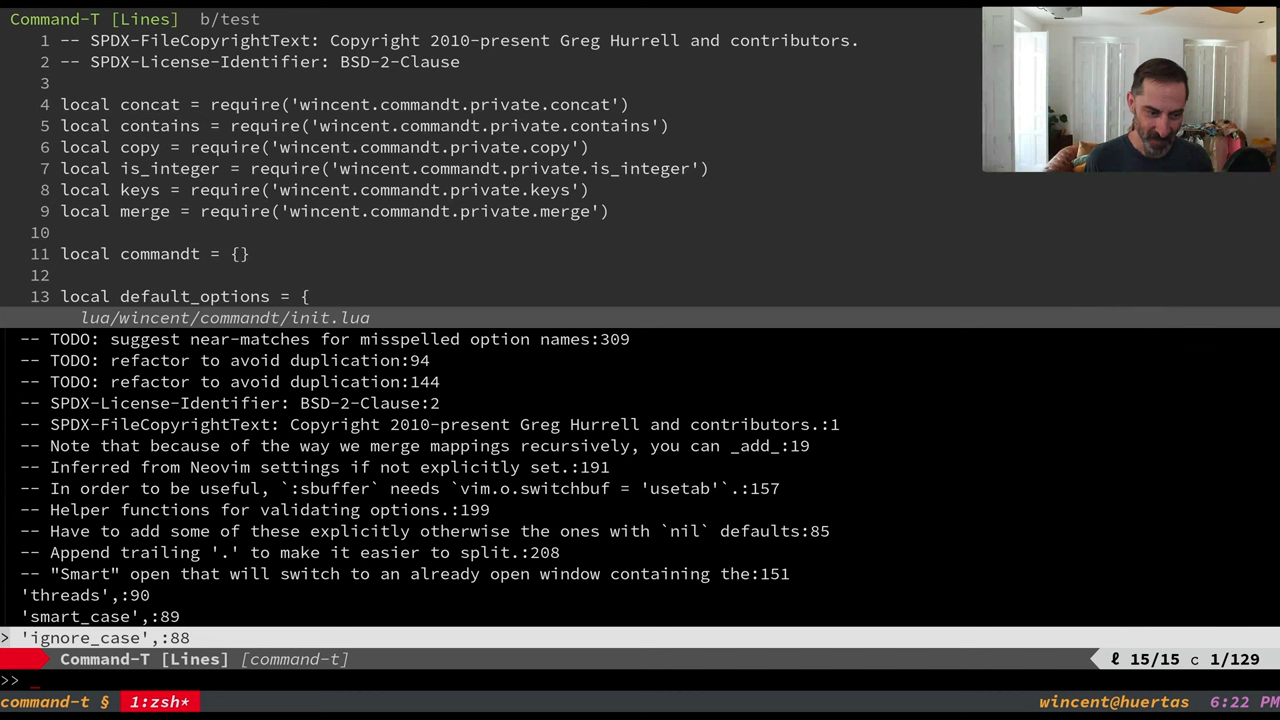 Command-T [Lines] b/test
1 -- SPDX-FileCopyrightText: Copyright 2010-present Greg Hurrell and contributors.
2 -- SPDX-License-Identifier: BSD-2-Clause
3
4 local concat = require('wincent.commandt.private.concat')
5 local contains = require('wincent.commandt.private.contains')
6 local copy = require('wincent.commandt.private.copy')
7 local is_integer = require('wincent.commandt.private.is_integer')
8 local keys = require('wincent.commandt.private.keys')
9 local merge = require('wincent.commandt.private.merge')
10
11 local commandt = {}
12
13 local default_options = {
lua/wincent/commandt/init.lua
-- TODO: suggest near-matches for misspelled option names:309
-- TODO: refactor to avoid duplication:94
-- TODO: refactor to avoid duplication:144
-- SPDX-License-Identifier: BSD-2-Clause:2
-- SPDX-FileCopyrightText: Copyright 2010-present Greg Hurrell and contributors.:1
-- Note that because of the way we merge mappings recursively, you can _add_:19
-- Inferred from Neovim settings if not explicitly set.:191
-- In order to be useful, `:sbuffer` needs `vim.o.switchbuf = 'usetab'`.:157
-- Helper functions for validating options.:199
-- Have to add some of these explicitly otherwise the ones with `nil` defaults:85
-- Append trailing '.' to make it easier to split.:208
-- "Smart" open that will switch to an already open window containing the:151
'threads',:90
'smart_case',:89
> 'ignore_case',:88
Command-T [Lines] [command-t] ℓ 15/15 c 1/129
>> _
command-t § 1:zsh* wincent@huertas 6:22 PM